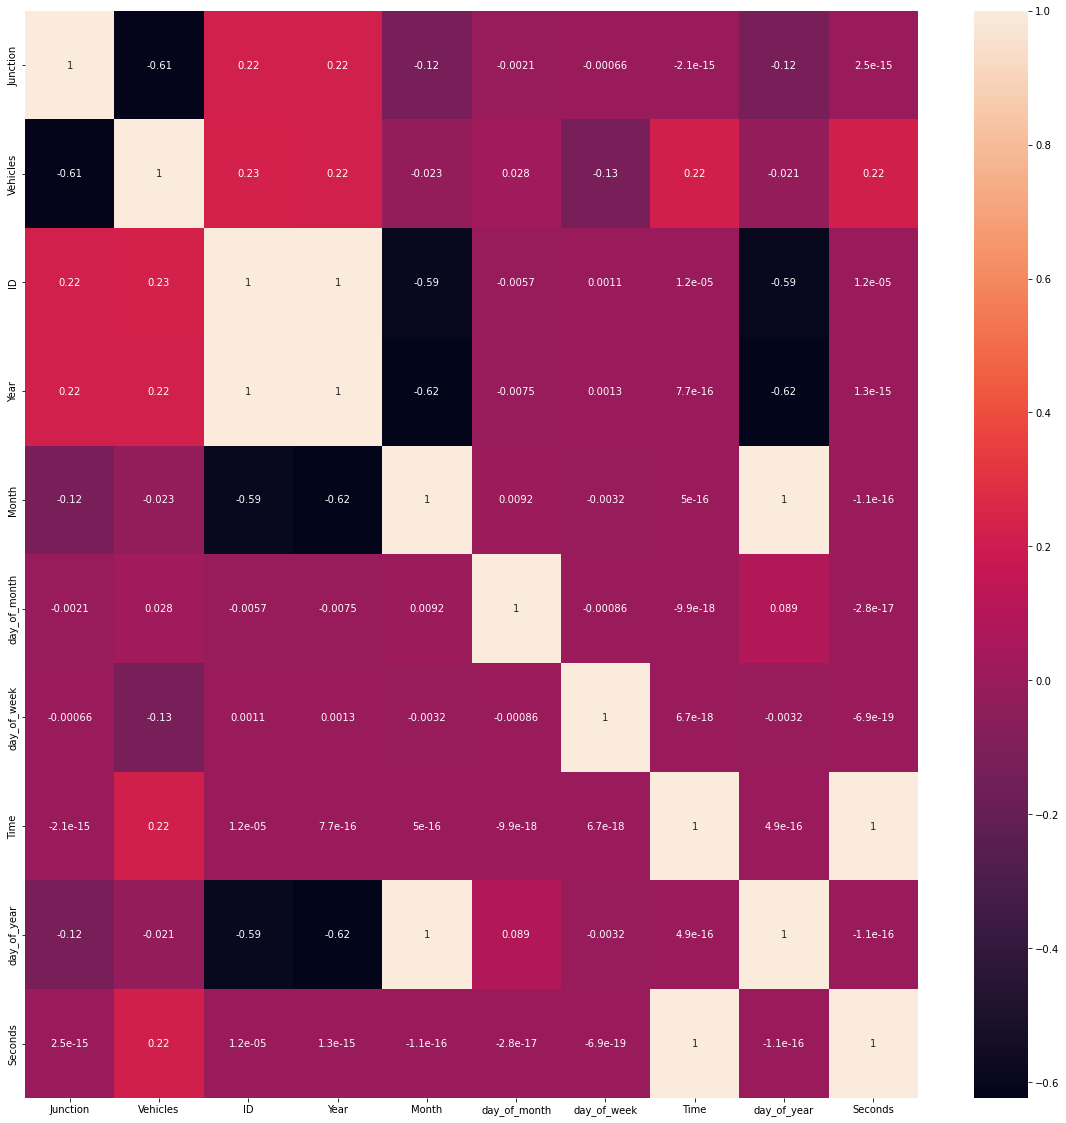 Junction 1 -0.61 0.22 0.22 -0.12 -0.0021 -0.00066 -2.1e-15 -0.12 2.5e-15
Vehicles -0.61 1 0.23 0.22 -0.023 0.028 -0.13 0.22 -0.021 0.22
ID 0.22 0.23 1 1 -0.59 -0.0057 0.0011 1.2e-05 -0.59 1.2e-05
Year 0.22 0.22 1 1 -0.62 -0.0075 0.0013 7.7e-16 -0.62 1.3e-15
Month -0.12 -0.023 -0.59 -0.62 1 0.0092 -0.0032 5e-16 1 -1.1e-16
day_of_month -0.0021 0.028 -0.0057 -0.0075 0.0092 1 -0.00086 -9.9e-18 0.089 -2.8e-17
day_of_week -0.00066 -0.13 0.0011 0.0013 -0.0032 -0.00086 1 6.7e-18 -0.0032 -6.9e-19
Time -2.1e-15 0.22 1.2e-05 7.7e-16 5e-16 -9.9e-18 6.7e-18 1 4.9e-16 1
day_of_year -0.12 -0.021 -0.59 -0.62 1 0.089 -0.0032 4.9e-16 1 -1.1e-16
Seconds 2.5e-15 0.22 1.2e-05 1.3e-15 -1.1e-16 -2.8e-17 -6.9e-19 1 -1.1e-16 1
Junction Vehicles ID Year Month day_of_month day_of_week Time day_of_year Seconds
1.0
0.8
0.6
0.4
0.2
0.0
−0.2
−0.4
−0.6